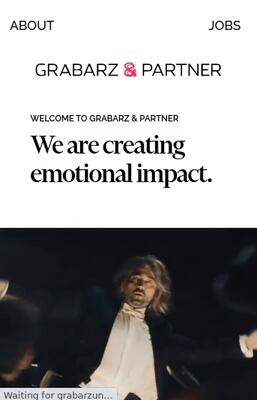 ABOUT JOBS
GRABARZ & PARTNER
WELCOME TO GRABARZ & PARTNER
We are creating
emotional impact.
Waiting for grabarzun...